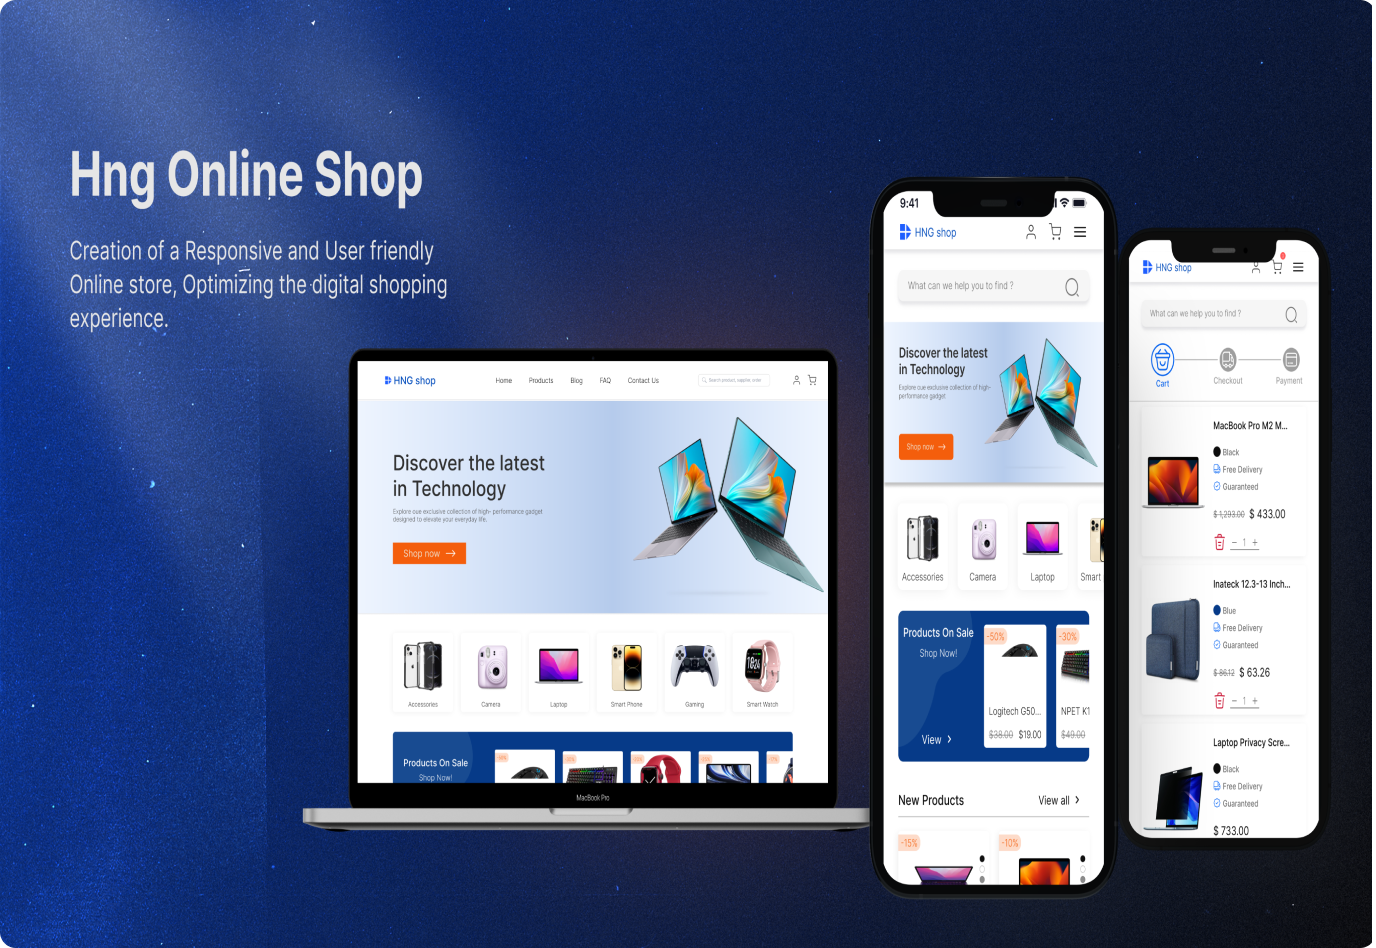 Hng Online Shop
Creation of a Responsive and User friendly
Online store, Optimizing the digital shopping
experience.
HNG shop
Home
Products
Blog
FAQ
Contact Us
Search product, supplier, order
Discover the latest
in Technology
Explore oue exclusive collection of high- performance gadget
designed to elevate your everyday life.
Shop now
Accessories
Camera
Laptop
Smart Phone
Gaming
Smart Watch
Products On Sale
Shop Now!
MacBook Pro
9:41
HNG shop
What can we help you to find ?
Discover the latest
in Technology
Explore oue exclusive collection of high-
performance gadget
Shop now
Accessories
Camera
Laptop
Smart
Products On Sale
Shop Now!
View
-50%
Logitech G50...
$38.00 $19.00
-30%
NPET K1
$49.00
New Products
View all
-15%
-10%
HNG shop
What can we help you to find ?
Cart
Checkout
Payment
MacBook Pro M2 M...
Black
Free Delivery
Guaranteed
$ 1,293.00 $ 433.00
− 1 +
Inateck 12.3-13 Inch...
Blue
Free Delivery
Guaranteed
$ 86.12 $ 63.26
− 1 +
Laptop Privacy Scre...
Black
Free Delivery
Guaranteed
$ 733.00